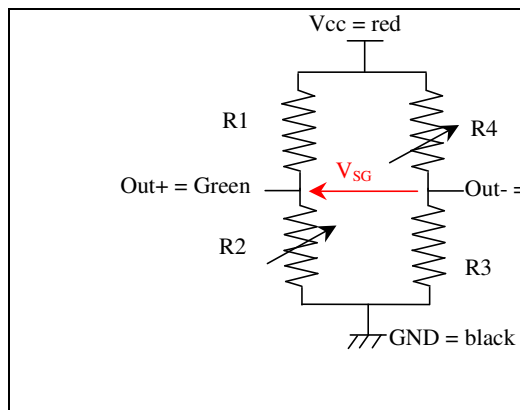 Vcc = red
R1
R4
V_SG
Out+ = Green
Out- =
R2
R3
GND = black